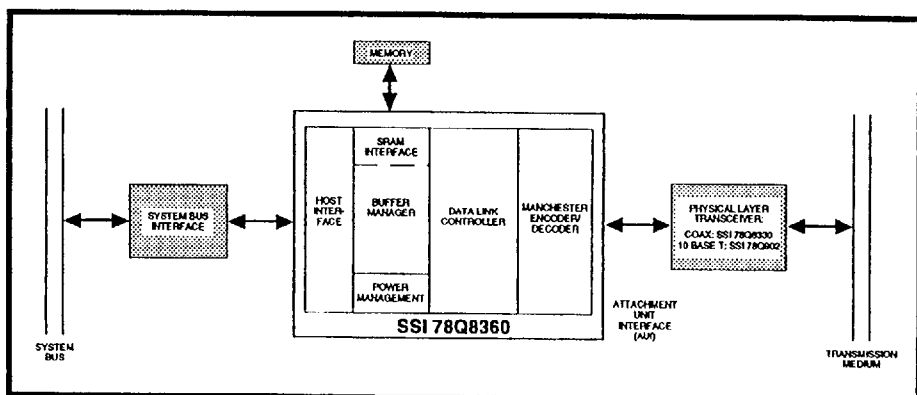 MEMORY
SRAM
INTERFACE
HOST
INTER-
FACE
BUFFER
MANAGER
DATA LINK
CONTROLLER
MANCHESTER
ENCODER/
DECODER
POWER
MANAGEMENT
SSI 78Q8360
SYSTEM BUS
INTERFACE
PHYSICAL LAYER
TRANSCEIVER:
COAX: SSI 78Q8330
10 BASE T: SSI 78Q902
ATTACHMENT
UNIT
INTERFACE
(AUI)
SYSTEM
BUS
TRANSMISSION
MEDIUM